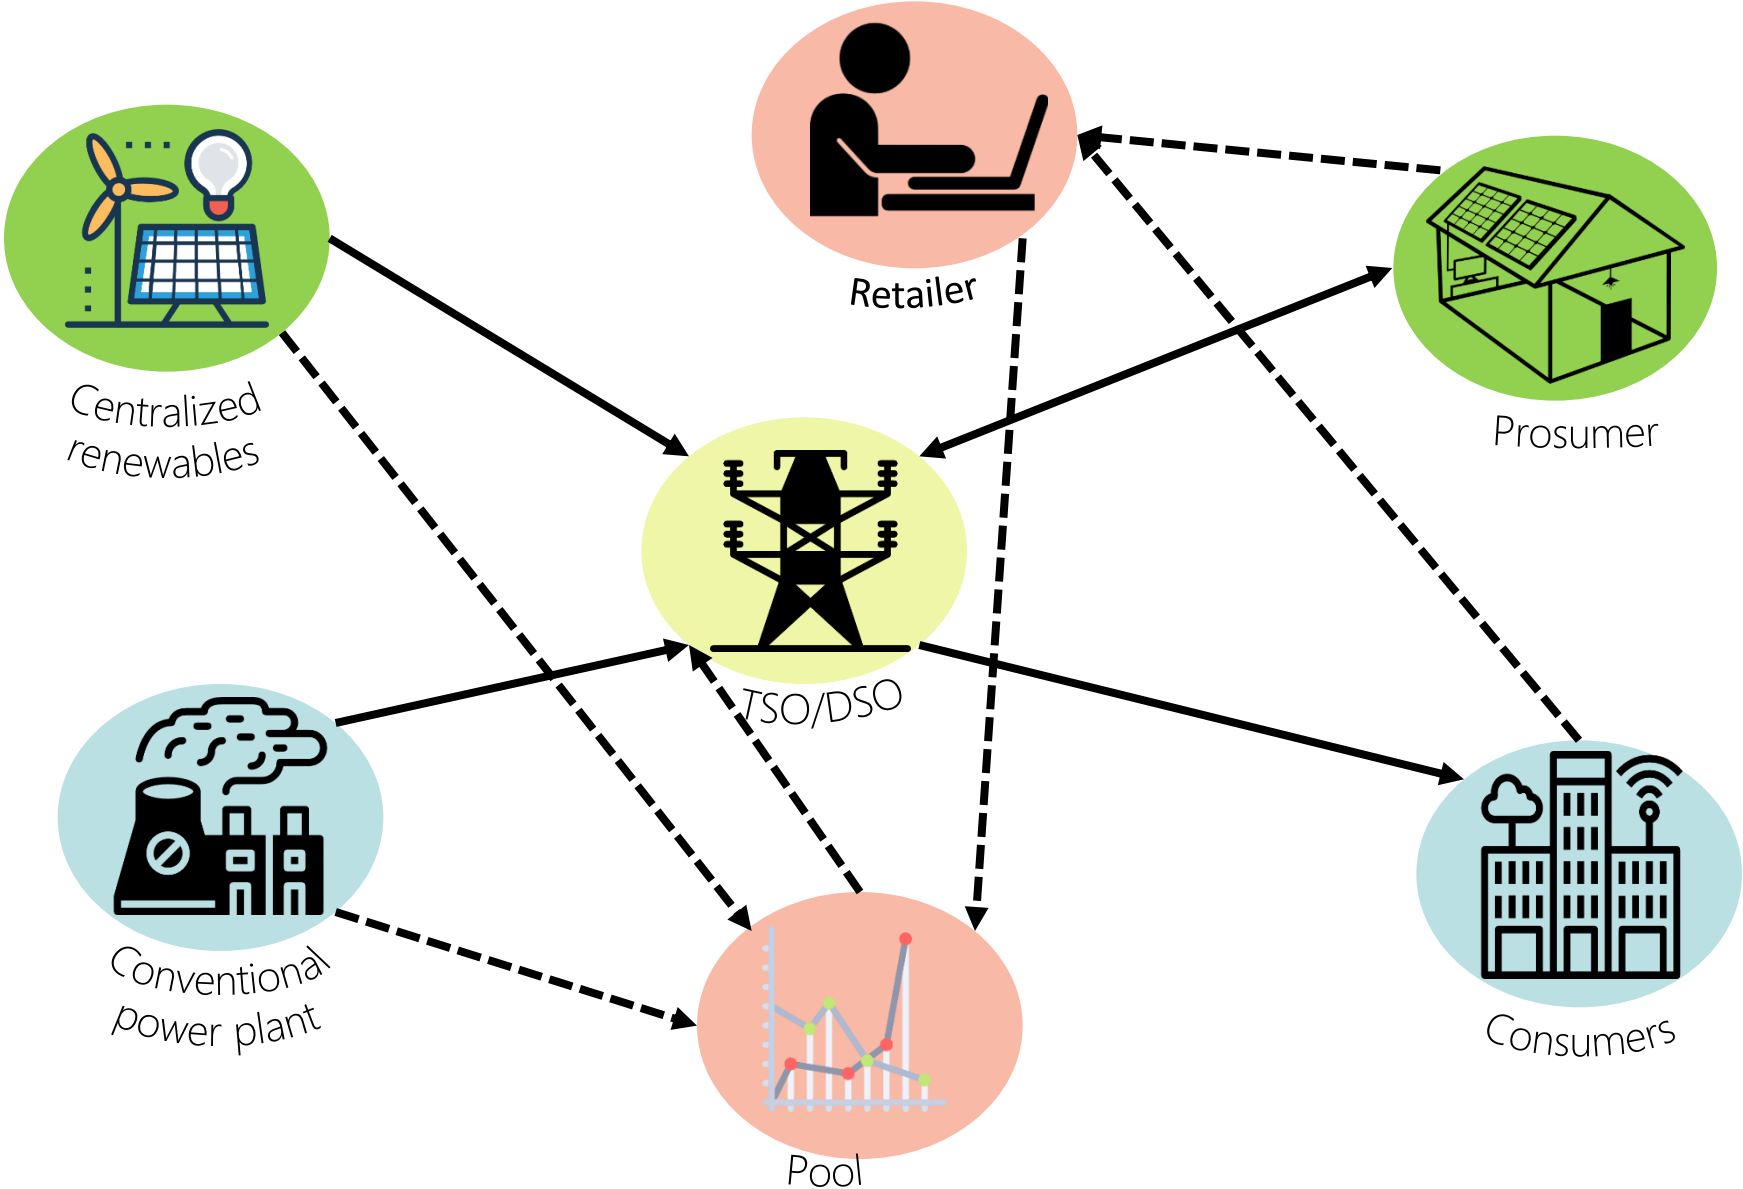 Retailer
Centralized
renewables
Prosumer
TSO/DSO
Conventional
power plant
Consumers
Pool